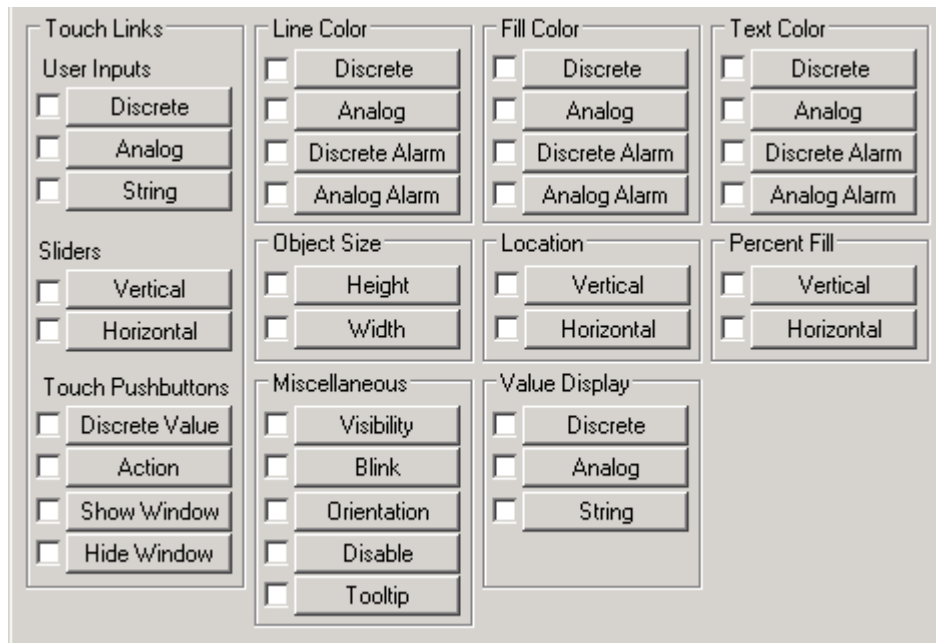 Touch Links
User Inputs
Discrete
Analog
String
Sliders
Vertical
Horizontal
Touch Pushbuttons
Discrete Value
Action
Show Window
Hide Window
Line Color
Discrete
Analog
Discrete Alarm
Analog Alarm
Object Size
Height
Width
Miscellaneous
Visibility
Blink
Orientation
Disable
Tooltip
Fill Color
Discrete
Analog
Discrete Alarm
Analog Alarm
Location
Vertical
Horizontal
Value Display
Discrete
Analog
String
Text Color
Discrete
Analog
Discrete Alarm
Analog Alarm
Percent Fill
Vertical
Horizontal